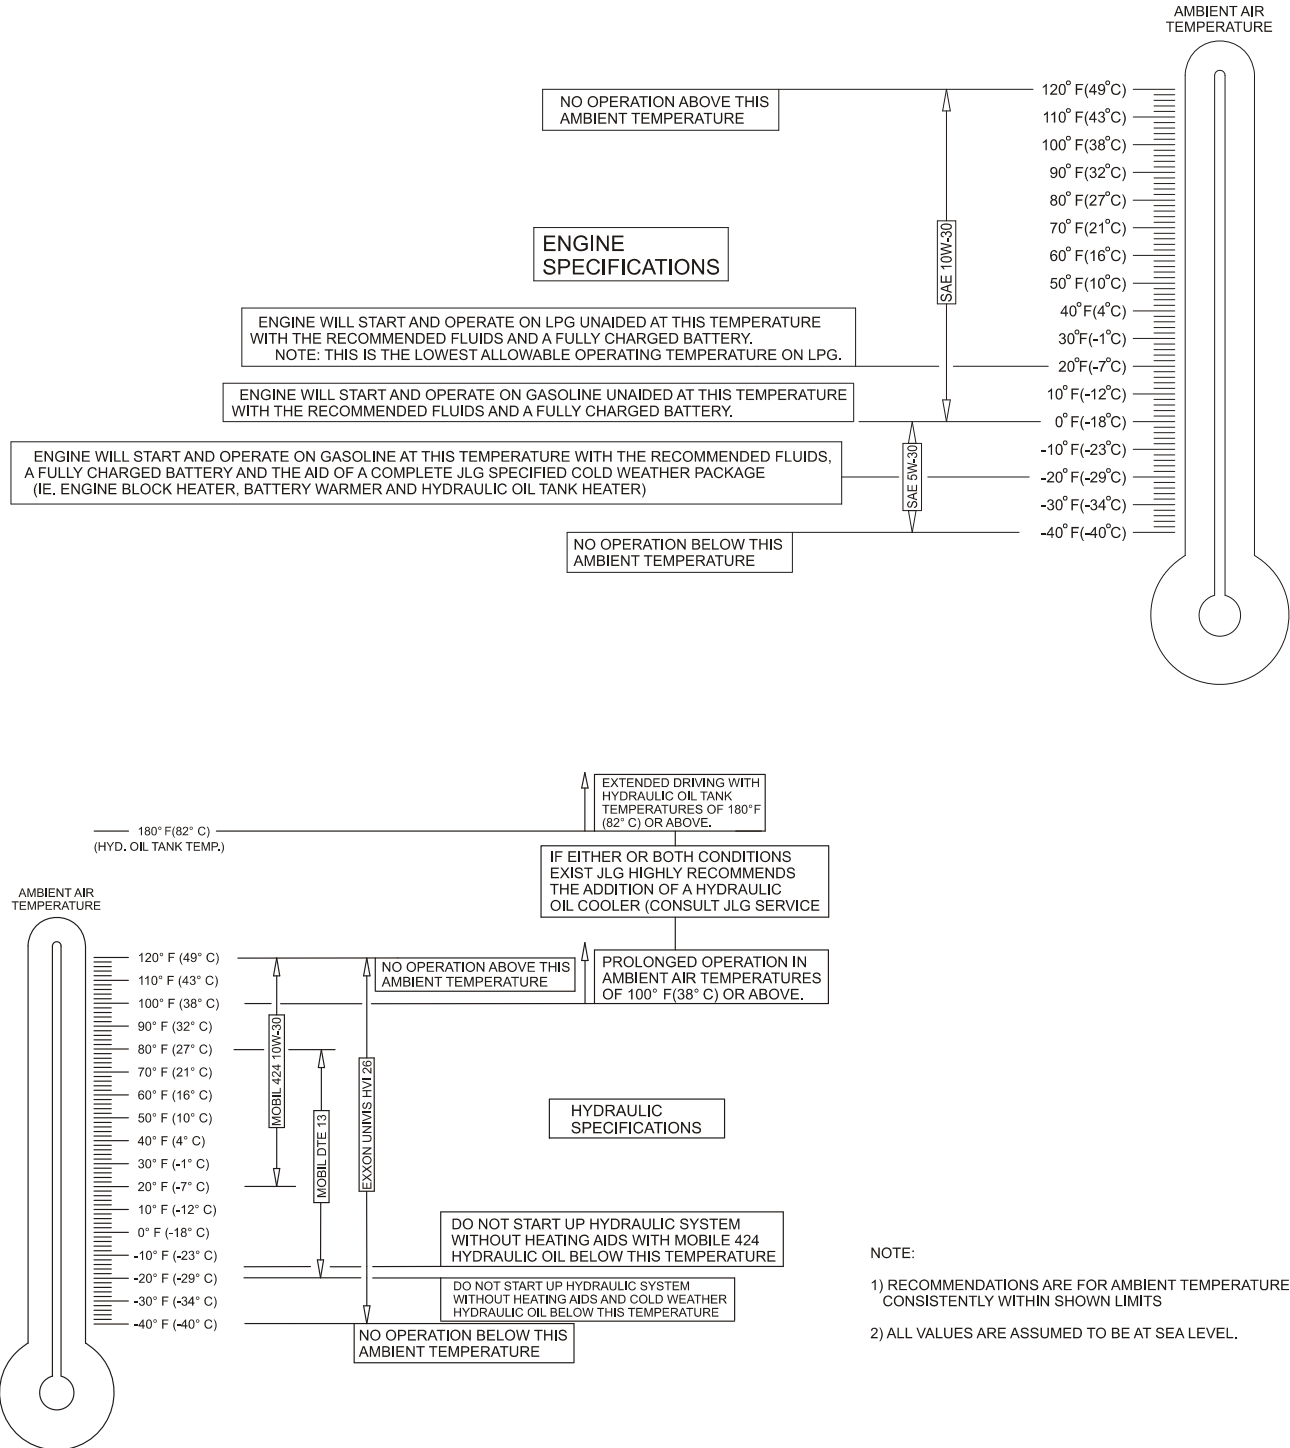 AMBIENT AIR
TEMPERATURE
120° F(49°C)
110° F(43°C)
100° F(38°C)
90° F(32°C)
80° F(27°C)
70° F(21°C)
60° F(16°C)
50° F(10°C)
40° F(4°C)
30°F(-1°C)
20°F(-7°C)
10° F(-12°C)
0° F(-18°C)
-10° F(-23°C)
-20° F(-29°C)
-30° F(-34°C)
-40° F(-40°C)
NO OPERATION ABOVE THIS
AMBIENT TEMPERATURE
SAE 10W-30
ENGINE
SPECIFICATIONS
ENGINE WILL START AND OPERATE ON LPG UNAIDED AT THIS TEMPERATURE
WITH THE RECOMMENDED FLUIDS AND A FULLY CHARGED BATTERY.
NOTE: THIS IS THE LOWEST ALLOWABLE OPERATING TEMPERATURE ON LPG.
ENGINE WILL START AND OPERATE ON GASOLINE UNAIDED AT THIS TEMPERATURE
WITH THE RECOMMENDED FLUIDS AND A FULLY CHARGED BATTERY.
ENGINE WILL START AND OPERATE ON GASOLINE AT THIS TEMPERATURE WITH THE RECOMMENDED FLUIDS,
A FULLY CHARGED BATTERY AND THE AID OF A COMPLETE JLG SPECIFIED COLD WEATHER PACKAGE
(IE. ENGINE BLOCK HEATER, BATTERY WARMER AND HYDRAULIC OIL TANK HEATER)
SAE 5W-30
NO OPERATION BELOW THIS
AMBIENT TEMPERATURE
EXTENDED DRIVING WITH
HYDRAULIC OIL TANK
TEMPERATURES OF 180°F
(82° C) OR ABOVE.
180° F(82° C)
(HYD. OIL TANK TEMP.)
IF EITHER OR BOTH CONDITIONS
EXIST JLG HIGHLY RECOMMENDS
THE ADDITION OF A HYDRAULIC
OIL COOLER (CONSULT JLG SERVICE
AMBIENT AIR
TEMPERATURE
120° F (49° C)
110° F (43° C)
100° F (38° C)
90° F (32° C)
80° F (27° C)
70° F (21° C)
60° F (16° C)
50° F (10° C)
40° F (4° C)
30° F (-1° C)
20° F (-7° C)
10° F (-12° C)
0° F (-18° C)
-10° F (-23° C)
-20° F (-29° C)
-30° F (-34° C)
-40° F (-40° C)
NO OPERATION ABOVE THIS
AMBIENT TEMPERATURE
PROLONGED OPERATION IN
AMBIENT AIR TEMPERATURES
OF 100° F(38° C) OR ABOVE.
MOBIL 424 10W-30
MOBIL DTE 13
EXXON UNIVIS HVI 26
HYDRAULIC
SPECIFICATIONS
DO NOT START UP HYDRAULIC SYSTEM
WITHOUT HEATING AIDS WITH MOBILE 424
HYDRAULIC OIL BELOW THIS TEMPERATURE
DO NOT START UP HYDRAULIC SYSTEM
WITHOUT HEATING AIDS AND COLD WEATHER
HYDRAULIC OIL BELOW THIS TEMPERATURE
NO OPERATION BELOW THIS
AMBIENT TEMPERATURE
NOTE:
1) RECOMMENDATIONS ARE FOR AMBIENT TEMPERATURE
CONSISTENTLY WITHIN SHOWN LIMITS
2) ALL VALUES ARE ASSUMED TO BE AT SEA LEVEL.